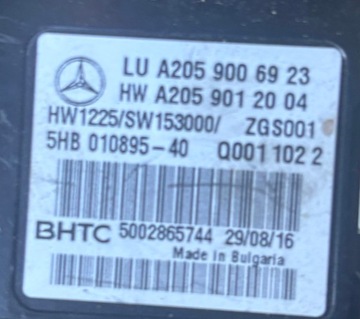 LU A205 900 69 23
HW A205 901 20 04
HW1225/SW153000/ ZGS001
5HB 010895-40 Q001 102 2
BHTC 5002865744 29/08/16
Made in Bulgaria